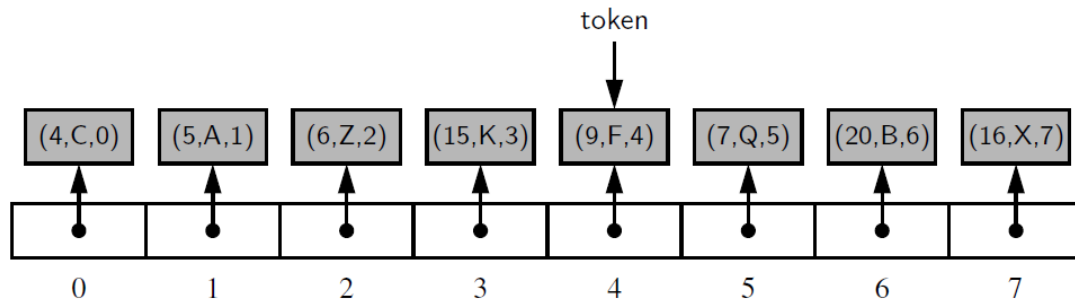 token
(4,C,0) (5,A,1) (6,Z,2) (15,K,3) (9,F,4) (7,Q,5) (20,B,6) (16,X,7)
0 1 2 3 4 5 6 7